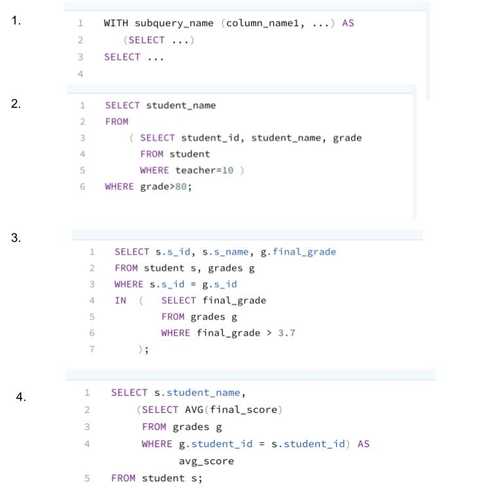 1.
1 WITH subquery_name (column_name1, ...) AS
2 (SELECT ...)
3 SELECT ...
4
2.
1 SELECT student_name
2 FROM
3 ( SELECT student_id, student_name, grade
4 FROM student
5 WHERE teacher=10 )
6 WHERE grade>80;
3.
1 SELECT s.s_id, s.s_name, g.final_grade
2 FROM student s, grades g
3 WHERE s.s_id = g.s_id
4 IN ( SELECT final_grade
5 FROM grades g
6 WHERE final_grade > 3.7
7 );
4.
1 SELECT s.student_name,
2 (SELECT AVG(final_score)
3 FROM grades g
4 WHERE g.student_id = s.student_id) AS
avg_score
5 FROM student s;